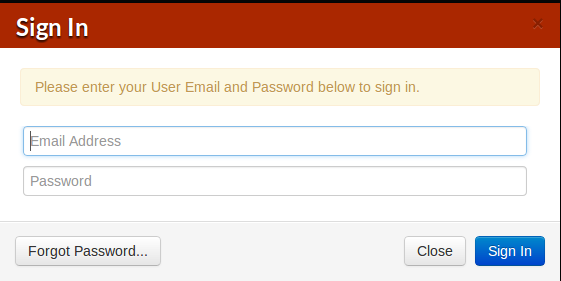 Sign In
×
Please enter your User Email and Password below to sign in.
Email Address
Password
Forgot Password... Close Sign In